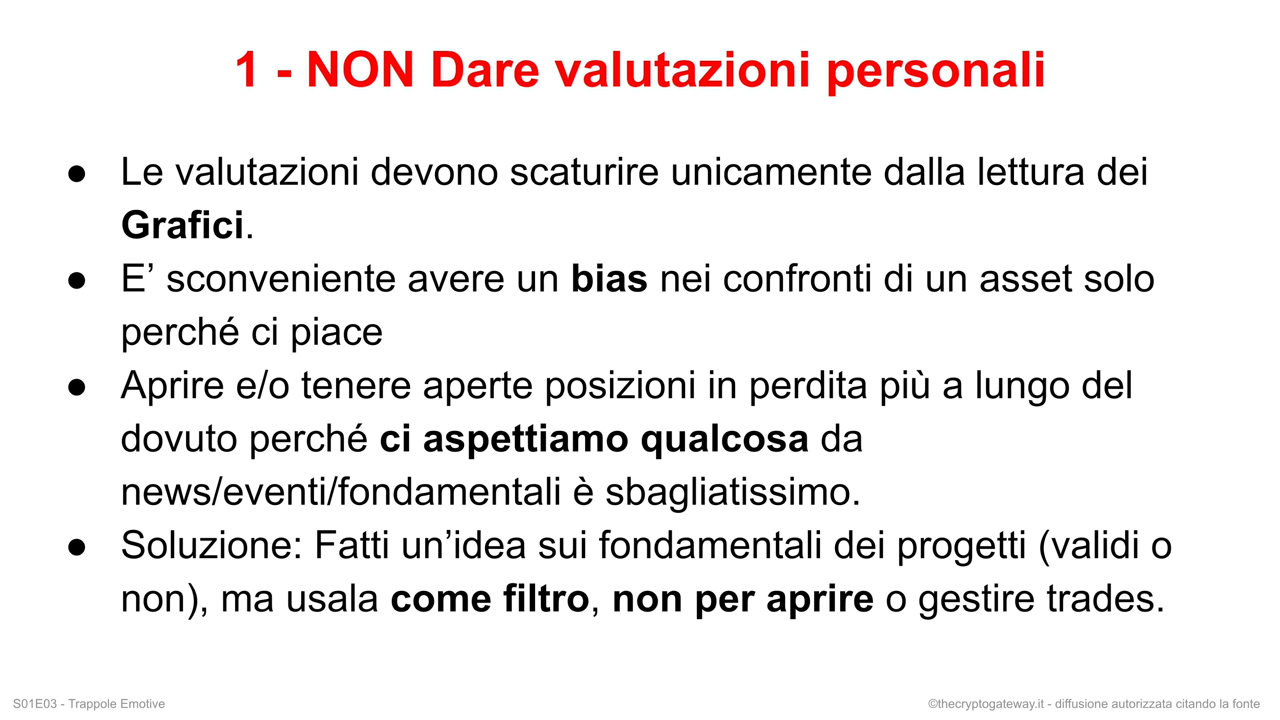 1 - NON Dare valutazioni personali
● Le valutazioni devono scaturire unicamente dalla lettura dei
Grafici.
● E’ sconveniente avere un bias nei confronti di un asset solo
perché ci piace
● Aprire e/o tenere aperte posizioni in perdita più a lungo del
dovuto perché ci aspettiamo qualcosa da
news/eventi/fondamentali è sbagliatissimo.
● Soluzione: Fatti un’idea sui fondamentali dei progetti (validi o
non), ma usala come filtro, non per aprire o gestire trades.
S01E03 - Trappole Emotive
©thecryptogateway.it - diffusione autorizzata citando la fonte